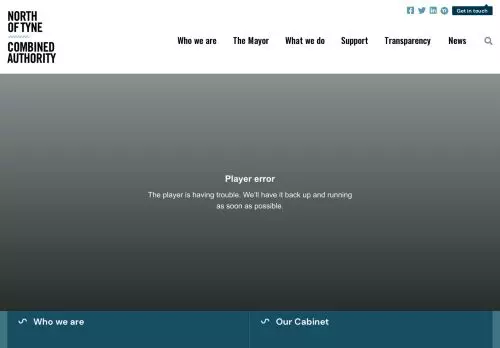 NORTH
OF TYNE
COMBINED
AUTHORITY
Get in touch
Who we are
The Mayor
What we do
Support
Transparency
News
Player error
The player is having trouble. We'll have it back up and running
as soon as possible.
Who we are
Our Cabinet